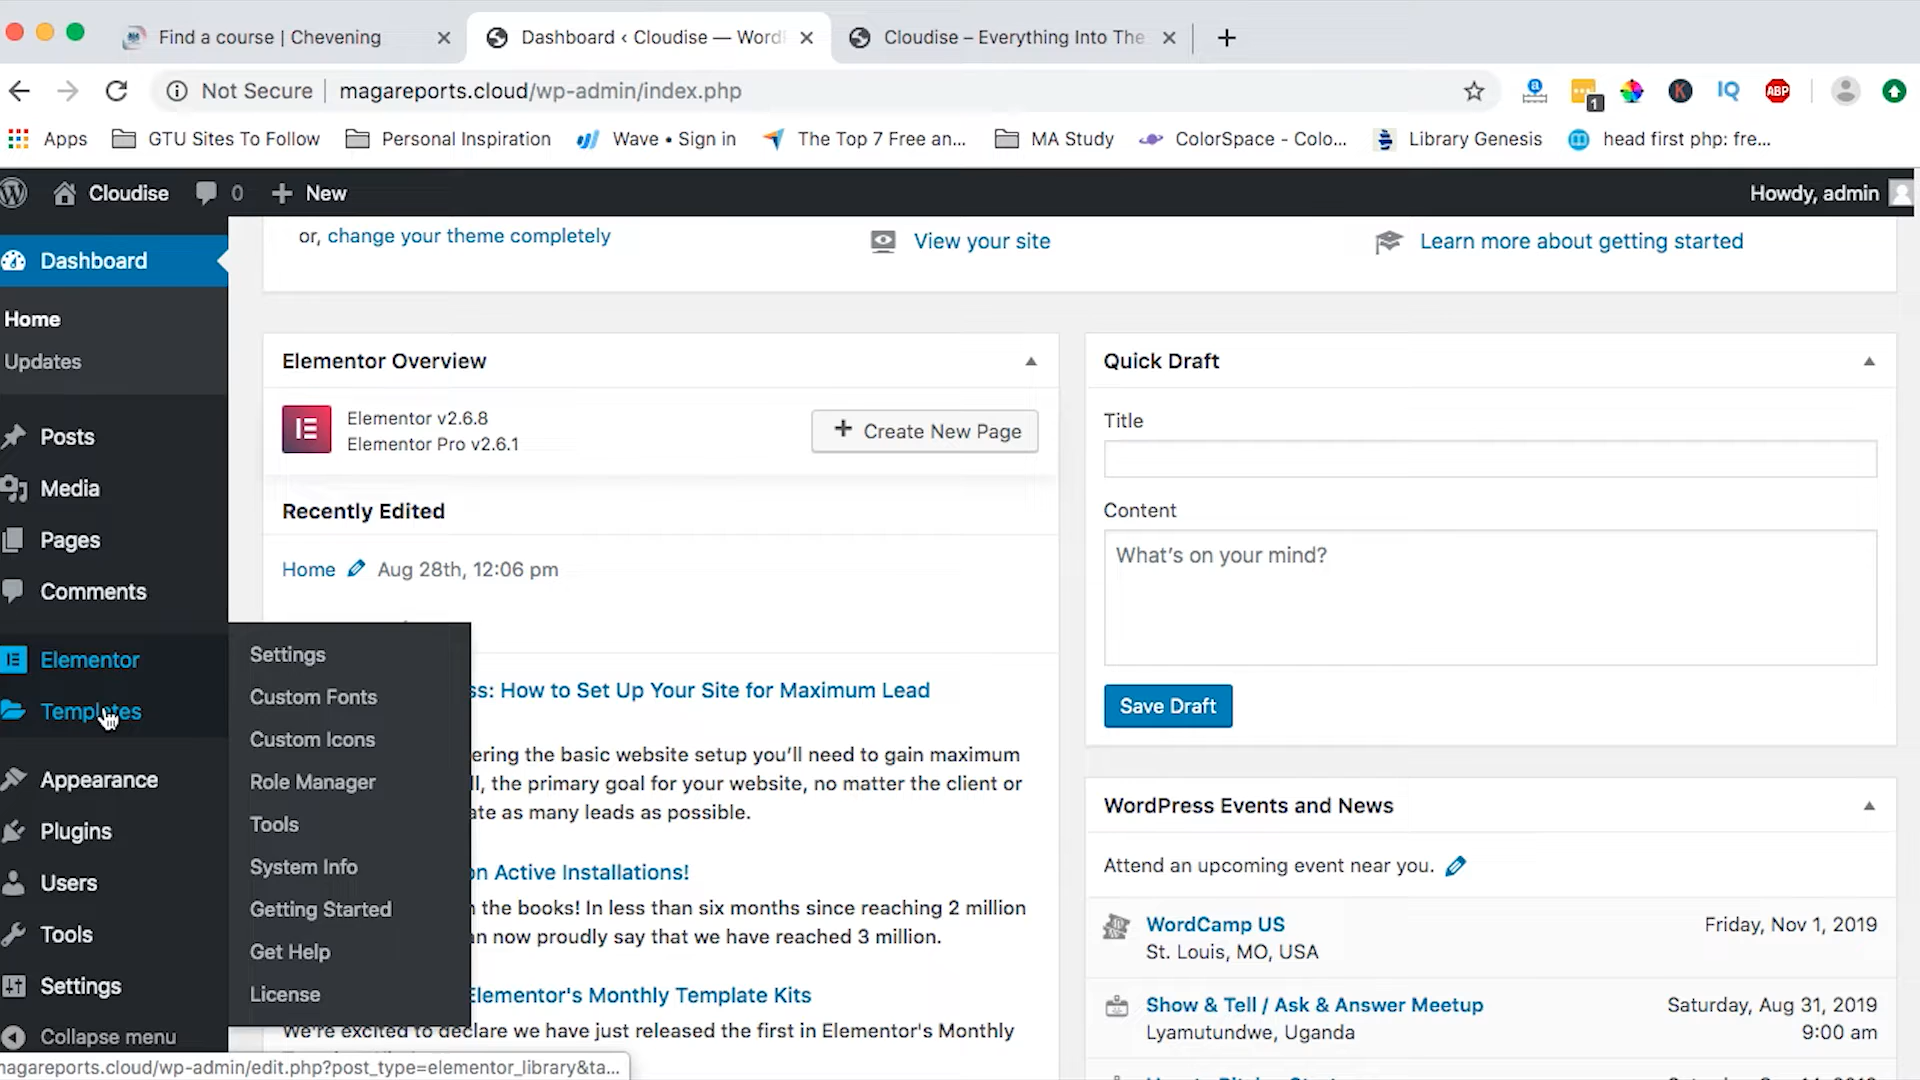 Find a course | Chevening
Dashboard ‹ Cloudise — Word
Cloudise – Everything Into The
Not Secure
magareports.cloud/wp-admin/index.php
1
IQ
ABP
K
Apps
GTU Sites To Follow
Personal Inspiration
Wave • Sign in
The Top 7 Free an...
MA Study
ColorSpace - Colo...
Library Genesis
head first php: fre...
Cloudise
0
New
Howdy, admin
Dashboard
Home
Updates
Posts
Media
Pages
Comments
Elementor
Templates
Appearance
Plugins
Users
Tools
Settings
Collapse menu
Settings
Custom Fonts
Custom Icons
Role Manager
Tools
System Info
Getting Started
Get Help
License
or, change your theme completely
View your site
Learn more about getting started
Elementor Overview
Elementor v2.6.8
Elementor Pro v2.6.1
Create New Page
Recently Edited
Home Aug 28th, 12:06 pm
ss: How to Set Up Your Site for Maximum Lead
ering the basic website setup you'll need to gain maximum
ll, the primary goal for your website, no matter the client or
ate as many leads as possible.
on Active Installations!
the books! In less than six months since reaching 2 million
an now proudly say that we have reached 3 million.
Elementor's Monthly Template Kits
We're excited to declare we have just released the first in Elementor's Monthly
Quick Draft
Title
Content
What's on your mind?
Save Draft
WordPress Events and News
Attend an upcoming event near you.
WordCamp US
Friday, Nov 1, 2019
St. Louis, MO, USA
Show & Tell / Ask & Answer Meetup
Saturday, Aug 31, 2019
Lyamutundwe, Uganda
9:00 am
magareports.cloud/wp-admin/edit.php?post_type=elementor_library&ta...